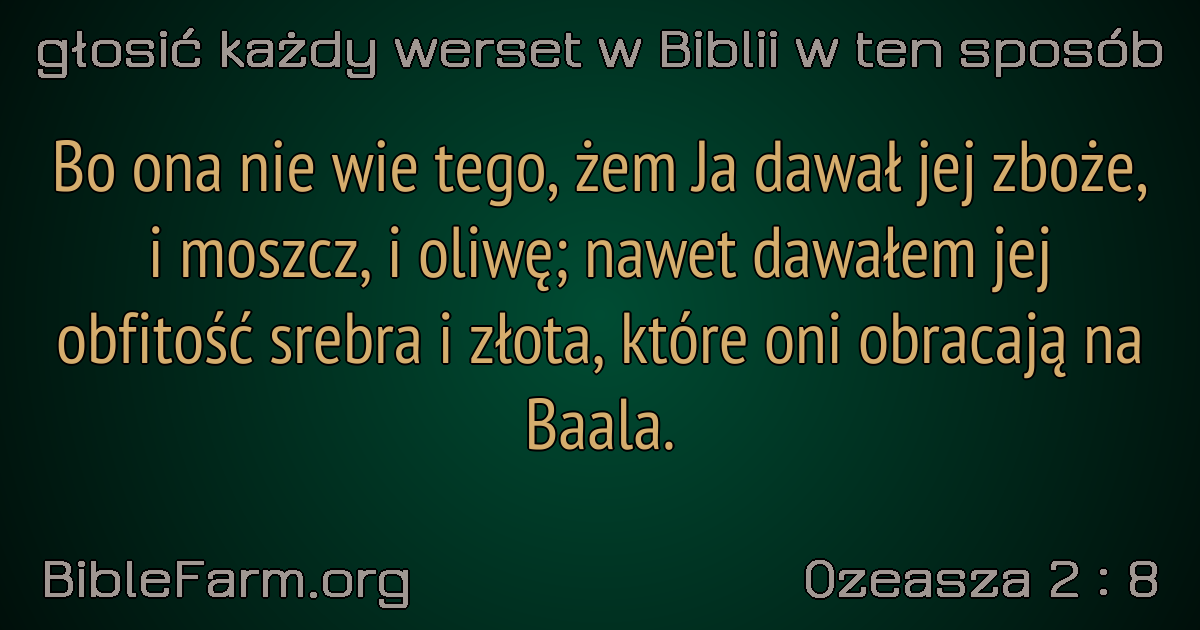 głosić każdy werset w Biblii w ten sposób
Bo ona nie wie tego, żem Ja dawał jej zboże,
i moszcz, i oliwę; nawet dawałem jej
obfitość srebra i złota, które oni obracają na
Baala.
BibleFarm.org
Ozeasza 2 : 8